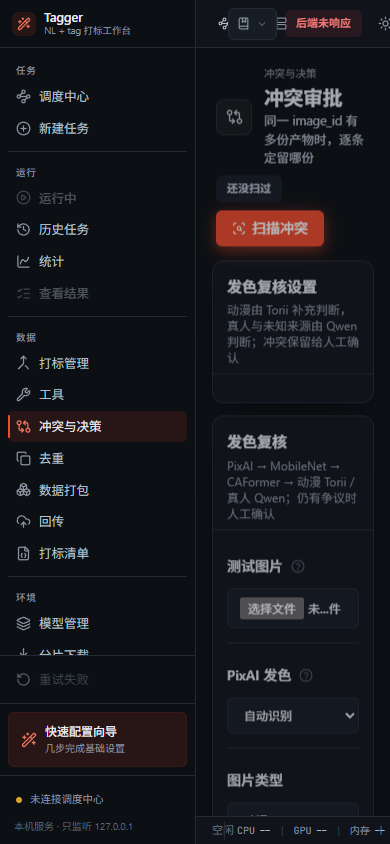 Tagger
NL + tag 打标工作台
任务
调度中心
新建任务
运行
运行中
历史任务
统计
查看结果
数据
打标管理
工具
冲突与决策
去重
数据打包
回传
打标清单
环境
模型管理
分片下载
重试失败
快速配置向导
几步完成基础设置
未连接调度中心
本机服务 · 只监听 127.0.0.1
后端未响应
冲突与决策
冲突审批
同一 image_id 有
多份产物时，逐条
定留哪份
还没扫过
扫描冲突
发色复核设置
动漫由 Torii 补充判断，
真人与未知来源由 Qwen
判断；冲突保留给人工确
认
发色复核
PixAI → MobileNet →
CAFormer → 动漫 Torii /
真人 Qwen；仍有争议时
人工确认
测试图片
选择文件 未...件
PixAI 发色
自动识别
图片类型
空闲 CPU -- GPU -- 内存 --